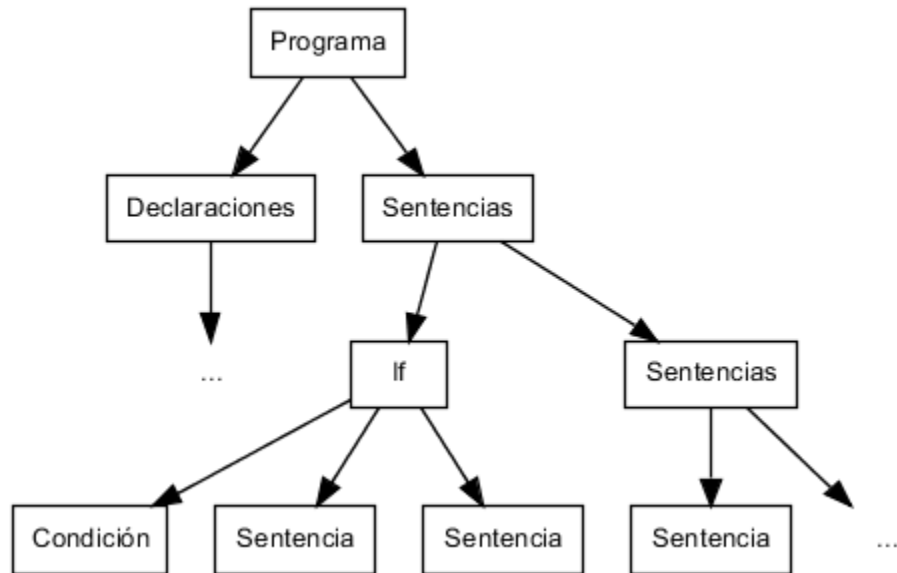 Programa
Declaraciones
Sentencias
...
If
Sentencias
Condición
Sentencia
Sentencia
Sentencia
...